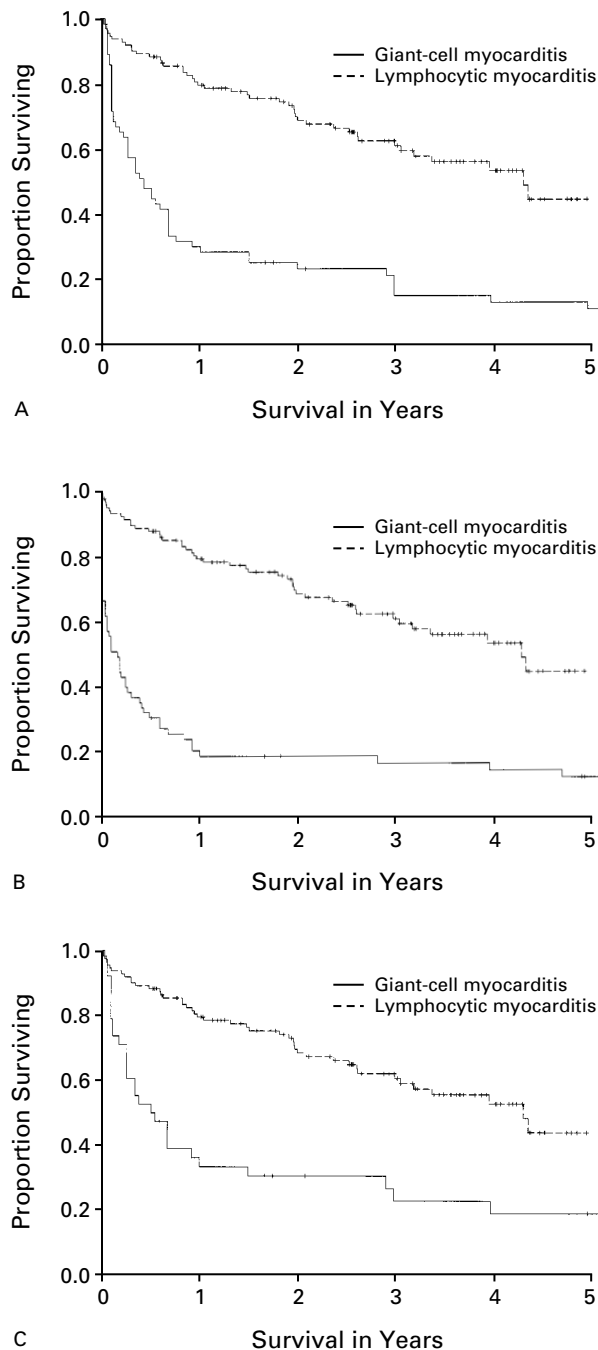 1.0
Giant-cell myocarditis
Lymphocytic myocarditis
0.8
0.6
0.4
0.2
0.0
Proportion Surviving
0 1 2 3 4 5
A
Survival in Years
1.0
Giant-cell myocarditis
Lymphocytic myocarditis
0.8
0.6
0.4
0.2
0.0
Proportion Surviving
0 1 2 3 4 5
B
Survival in Years
1.0
Giant-cell myocarditis
Lymphocytic myocarditis
0.8
0.6
0.4
0.2
0.0
Proportion Surviving
0 1 2 3 4 5
C
Survival in Years